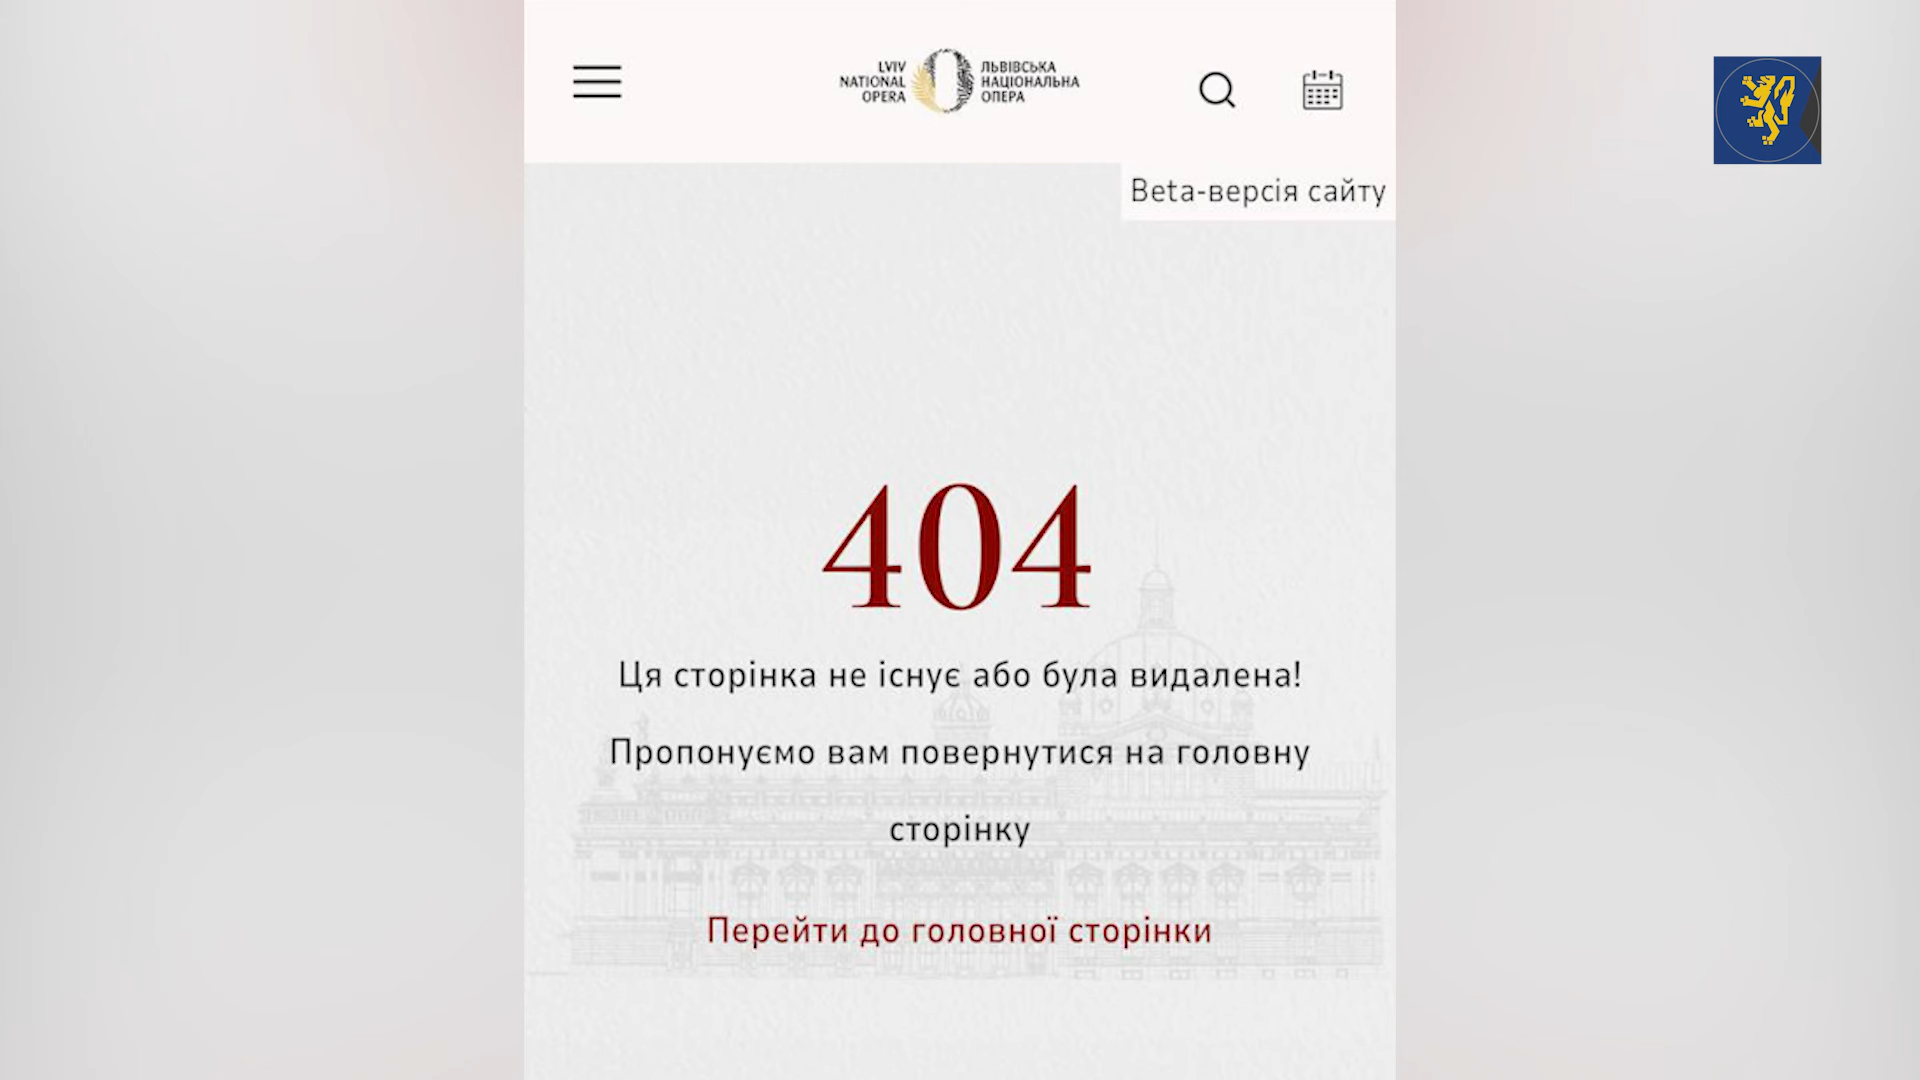 LVIV
NATIONAL
OPERA
ЛЬВІВСЬКА
НАЦІОНАЛЬНА
ОПЕРА
Beta-версія сайту
404
Ця сторінка не існує або була видалена!
Пропонуємо вам повернутися на головну
сторінку
Перейти до головної сторінки